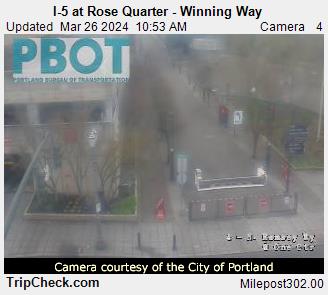 I-5 at Rose Quarter - Winning Way
Updated Mar 26 2024 10:53 AM Camera 4
PBOT
PORTLAND BUREAU OF TRANSPORTATION
Camera courtesy of the City of Portland
TripCheck.com Milepost302.00